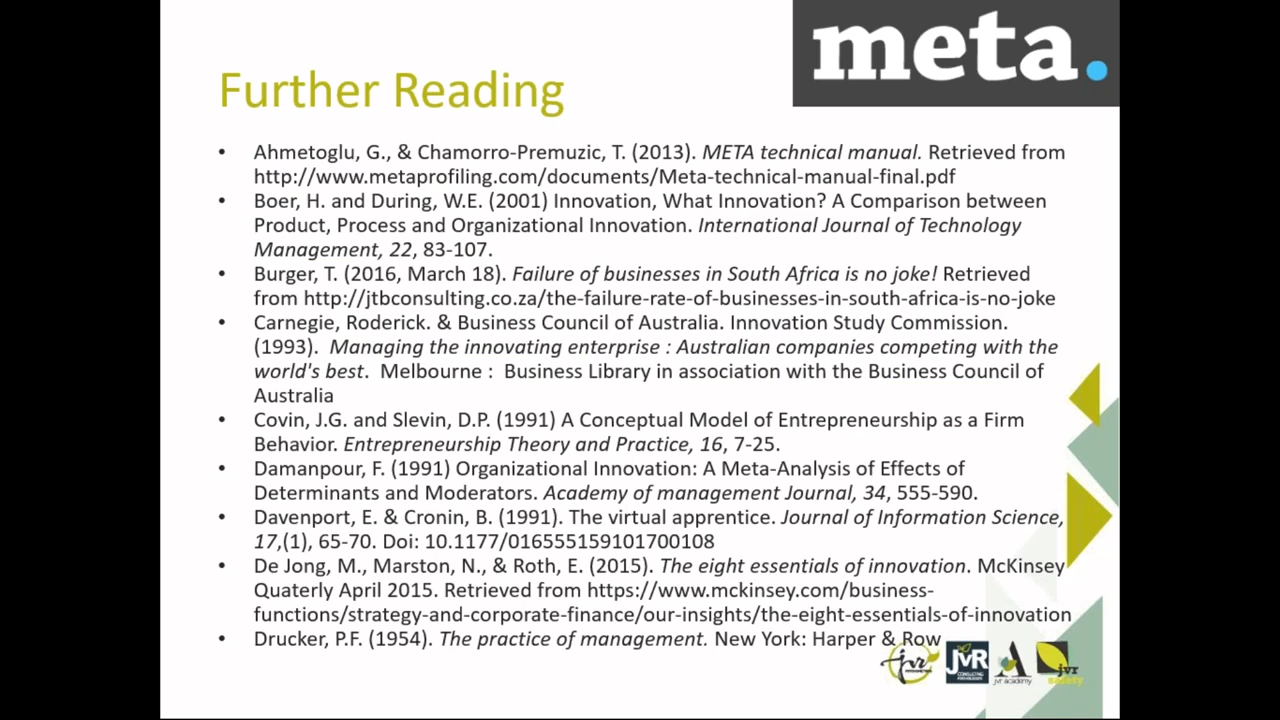 meta.
Further Reading
• Ahmetoglu, G., & Chamorro-Premuzic, T. (2013). META technical manual. Retrieved from
http://www.metaprofiling.com/documents/Meta-technical-manual-final.pdf
• Boer, H. and During, W.E. (2001) Innovation, What Innovation? A Comparison between
Product, Process and Organizational Innovation. International Journal of Technology
Management, 22, 83-107.
• Burger, T. (2016, March 18). Failure of businesses in South Africa is no joke! Retrieved
from http://jtbconsulting.co.za/the-failure-rate-of-businesses-in-south-africa-is-no-joke
• Carnegie, Roderick. & Business Council of Australia. Innovation Study Commission.
(1993). Managing the innovating enterprise : Australian companies competing with the
world's best. Melbourne : Business Library in association with the Business Council of
Australia
• Covin, J.G. and Slevin, D.P. (1991) A Conceptual Model of Entrepreneurship as a Firm
Behavior. Entrepreneurship Theory and Practice, 16, 7-25.
• Damanpour, F. (1991) Organizational Innovation: A Meta-Analysis of Effects of
Determinants and Moderators. Academy of management Journal, 34, 555-590.
• Davenport, E. & Cronin, B. (1991). The virtual apprentice. Journal of Information Science,
17,(1), 65-70. Doi: 10.1177/016555159101700108
• De Jong, M., Marston, N., & Roth, E. (2015). The eight essentials of innovation. McKinsey
Quaterly April 2015. Retrieved from https://www.mckinsey.com/business-
functions/strategy-and-corporate-finance/our-insights/the-eight-essentials-of-innovation
• Drucker, P.F. (1954). The practice of management. New York: Harper & Row
jvr
JvR
jvr academy
jvr
safety